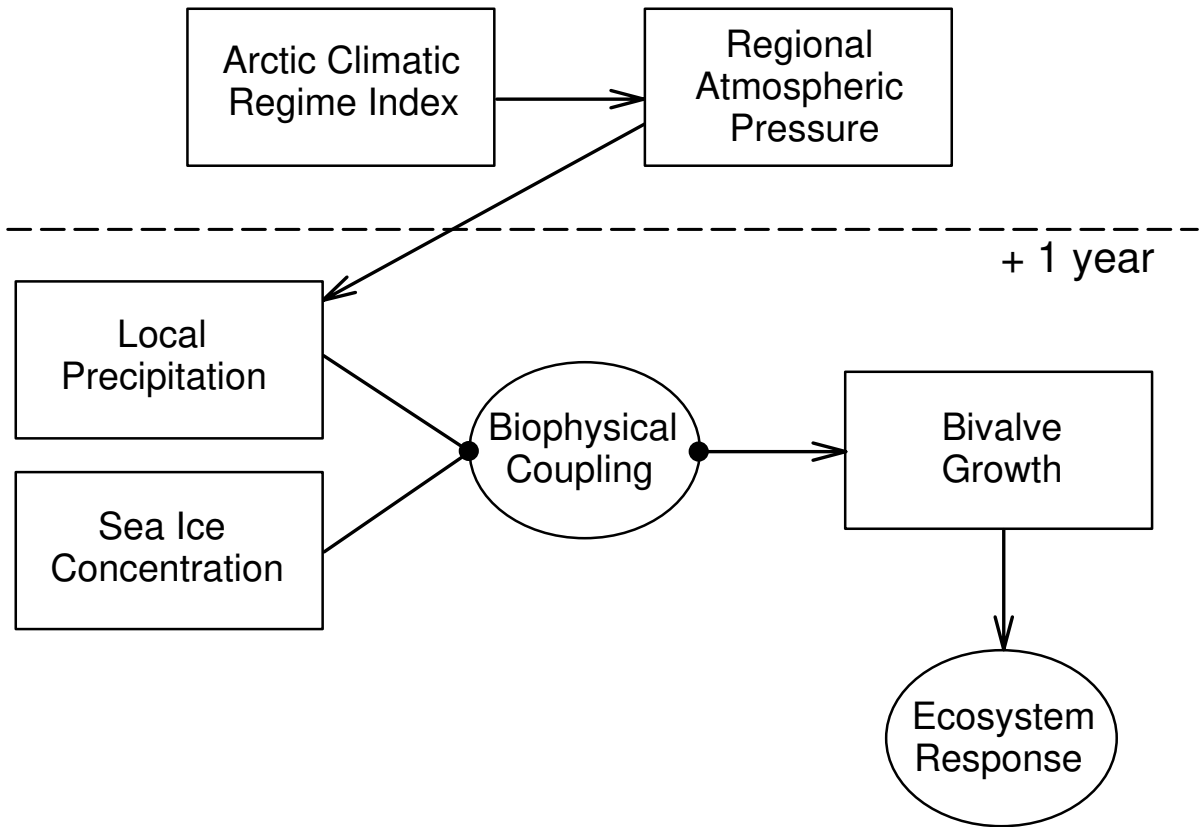 Arctic Climatic
Regime Index
Regional
Atmospheric
Pressure
+ 1 year
Local
Precipitation
Biophysical
Coupling
Bivalve
Growth
Sea Ice
Concentration
Ecosystem
Response